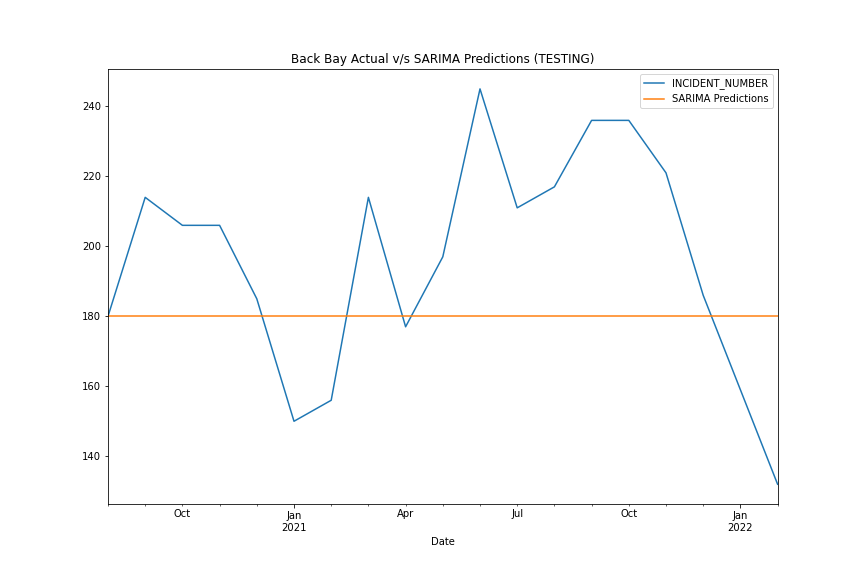 Back Bay Actual v/s SARIMA Predictions (TESTING)
INCIDENT_NUMBER
SARIMA Predictions
240
220
200
180
160
140
Oct
Jan
2021
Apr
Jul
Oct
Jan
2022
Date